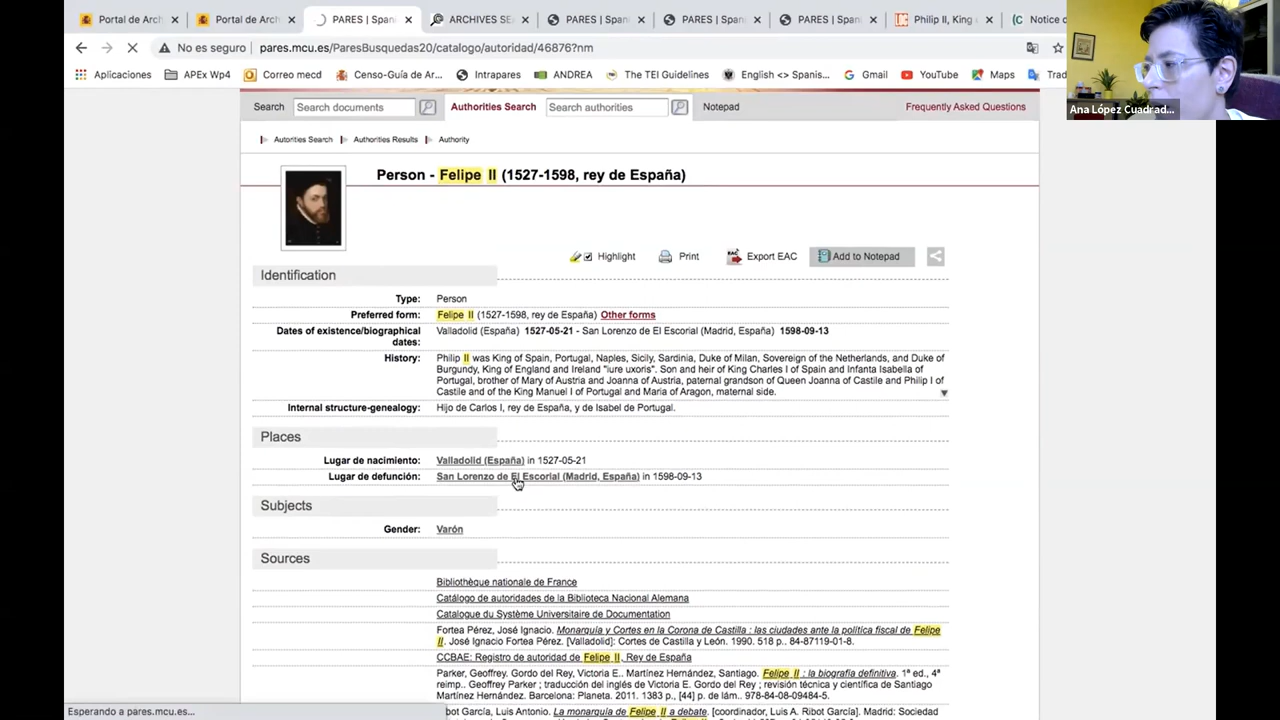 Portal de Arch
Portal de Arch
PARES | Span
ARCHIVES SE
PARES | Span
PARES | Span
PARES | Span
Philip II, King
Notice d
No es seguro | pares.mcu.es/ParesBusquedas20/catalogo/autoridad/46876?nm
Aplicaciones APEx Wp4 Correo mecd Censo-Guía de Ar... Intrapares ANDREA The TEI Guidelines English <> Spanis... Gmail YouTube Maps Trad
Ana López Cuadrad...
Search Search documents Authorities Search Search authorities Notepad Frequently Asked Questions
Autorities Search Authorities Results Authority
Person - Felipe II (1527-1598, rey de España)
Highlight Print EAC Export EAC Add to Notepad
Identification
Type: Person
Preferred form: Felipe II (1527-1598, rey de España) Other forms
Dates of existence/biographical dates: Valladolid (España) 1527-05-21 - San Lorenzo de El Escorial (Madrid, España) 1598-09-13
History: Philip II was King of Spain, Portugal, Naples, Sicily, Sardinia, Duke of Milan, Sovereign of the Netherlands, and Duke of
Burgundy, King of England and Ireland "iure uxoris". Son and heir of King Charles I of Spain and Infanta Isabella of
Portugal, brother of Mary of Austria and Joanna of Austria, paternal grandson of Queen Joanna of Castile and Philip I of
Castile and of the King Manuel I of Portugal and Maria of Aragon, maternal side.
Internal structure-genealogy: Hijo de Carlos I, rey de España, y de Isabel de Portugal.
Places
Lugar de nacimiento: Valladolid (España) in 1527-05-21
Lugar de defunción: San Lorenzo de El Escorial (Madrid, España) in 1598-09-13
Subjects
Gender: Varón
Sources
Bibliothèque nationale de France
Catálogo de autoridades de la Biblioteca Nacional Alemana
Catalogue du Système Universitaire de Documentation
Fortea Pérez, José Ignacio. Monarquía y Cortes en la Corona de Castilla : las ciudades ante la política fiscal de Felipe
II. José Ignacio Fortea Pérez. [Valladolid]: Cortes de Castilla y León. 1990. 518 p.. 84-87119-01-8.
CCBAE: Registro de autoridad de Felipe II, Rey de España
Parker, Geoffrey. Gordo del Rey, Victoria E.. Martínez Hernández, Santiago. Felipe II : la biografía definitiva. 1ª ed., 4ª
reimp.. Geoffrey Parker ; traducción del inglés de Victoria E. Gordo del Rey ; revisión técnica y científica de Santiago
Martínez Hernández. Barcelona: Planeta. 2011. 1383 p., [44] p. de lám.. 978-84-08-09484-5.
bot García, Luis Antonio. La monarquía de Felipe II a debate. [coordinador, Luis A. Ribot García]. Madrid: Sociedad
Esperando a pares.mcu.es...